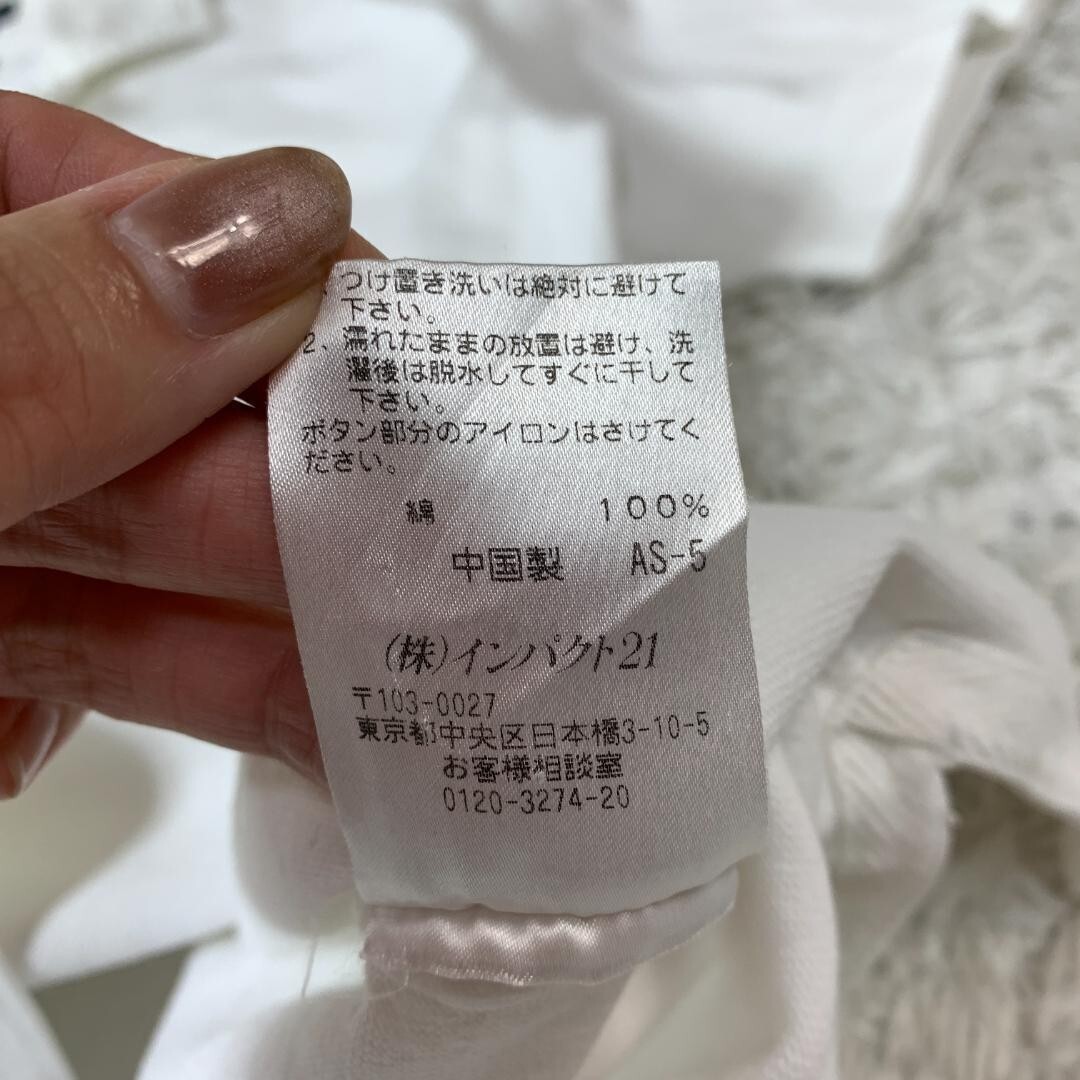 つけ置き洗いは絶対に避けて
下さい。
2、濡れたままの放置は避け、洗
濯後は脱水してすぐに干して
下さい。
ボタン部分のアイロンはさけてく
ださい。
綿 100%
中国製 AS-5
(株)インパクト21
〒103-0027
東京都中央区日本橋3-10-5
お客様相談室
0120-3274-20